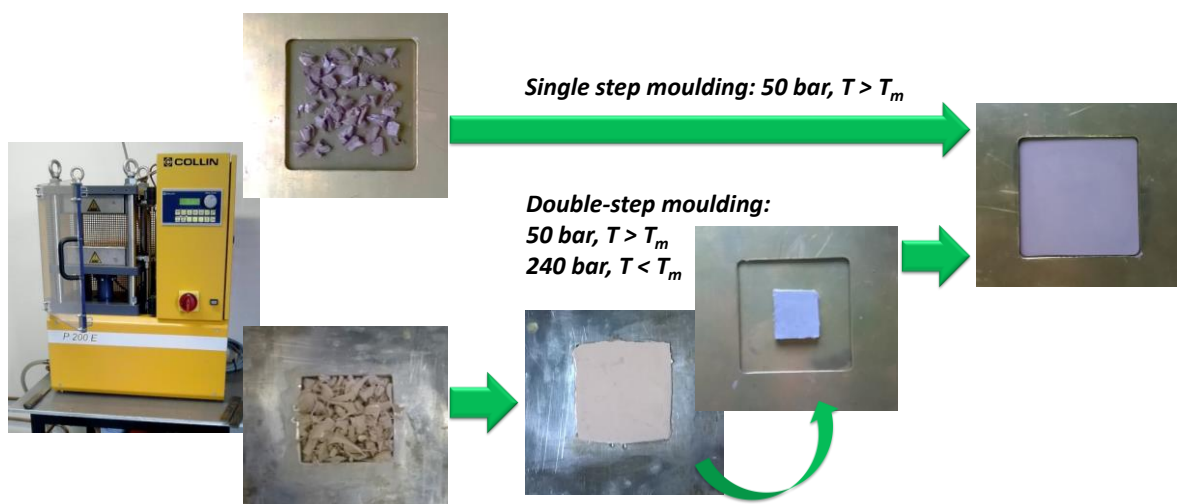 Single step moulding: 50 bar, T > Tm
COLLIN
Double-step moulding:
50 bar, T > Tm
240 bar, T < Tm
P 200 E